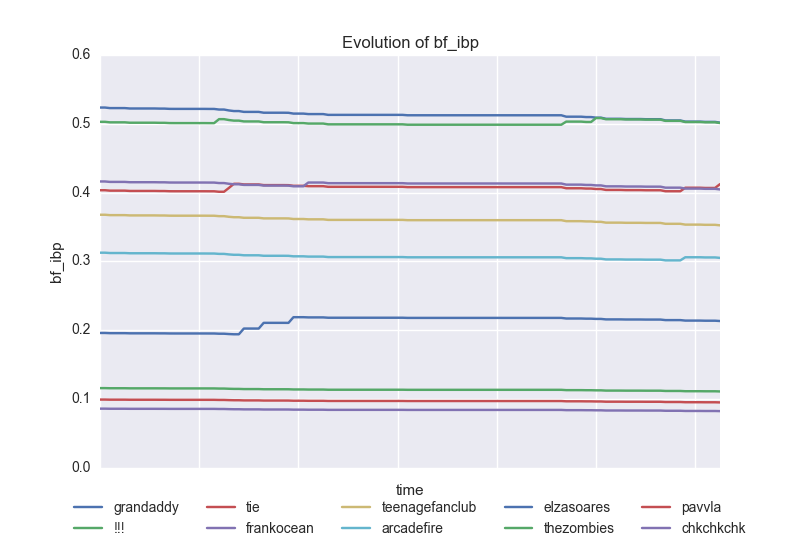 Evolution of bf_ibp
0.6
0.5
0.4
0.3
0.2
0.1
0.0
bf_ibp
time
grandaddy tie teenagefanclub elzasoares pavvla
!!! frankocean arcadefire thezombies chkchkchk